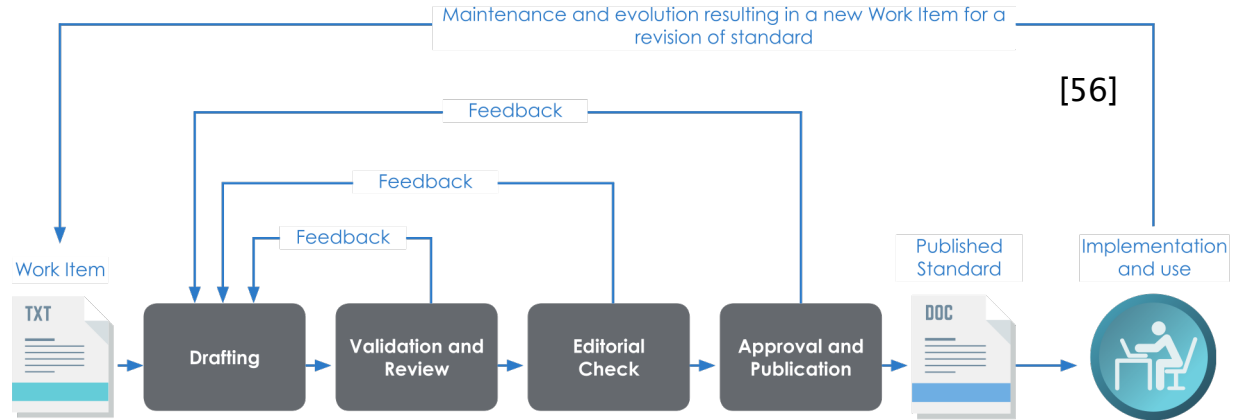 Maintenance and evolution resulting in a new Work Item for a
revision of standard
[56]
Feedback
Feedback
Feedback
Work Item
Published
Standard
Implementation
and use
TXT
DOC
Drafting
Validation and
Review
Editorial
Check
Approval and
Publication